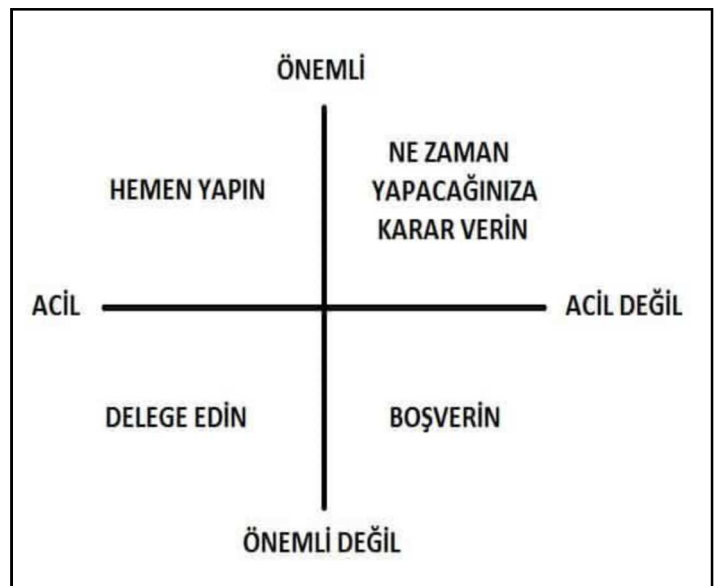 ÖNEMLİ
HEMEN YAPIN
NE ZAMAN
YAPACAĞINIZA
KARAR VERİN
ACİL
ACİL DEĞİL
DELEGE EDİN
BOŞVERİN
ÖNEMLİ DEĞİL